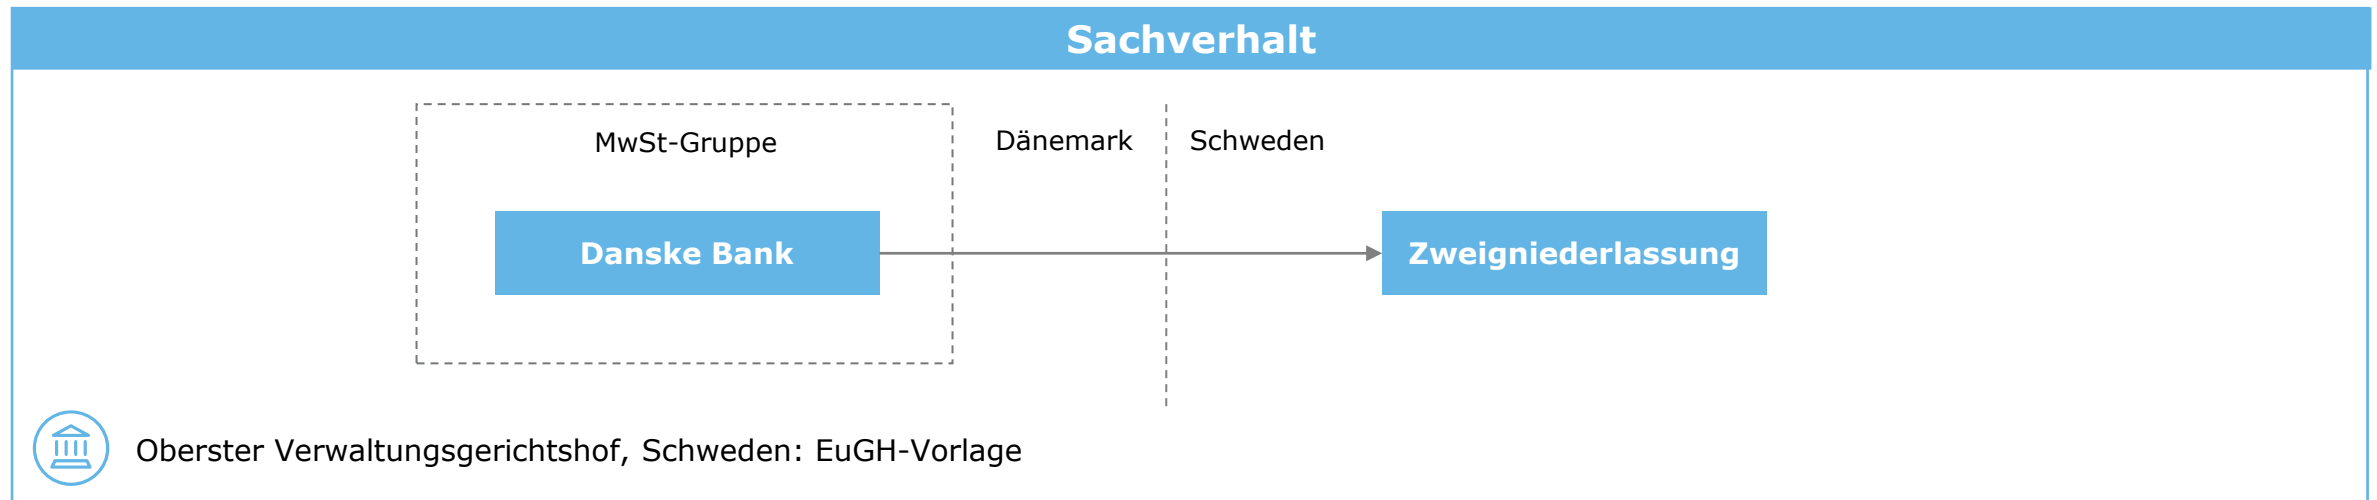 Sachverhalt
MwSt-Gruppe
Dänemark
Schweden
Danske Bank
Zweigniederlassung
Oberster Verwaltungsgerichtshof, Schweden: EuGH-Vorlage